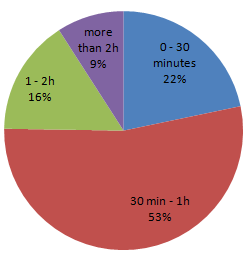 more
than 2h
9%
0 - 30
minutes
22%
1 - 2h
16%
30 min - 1h
53%